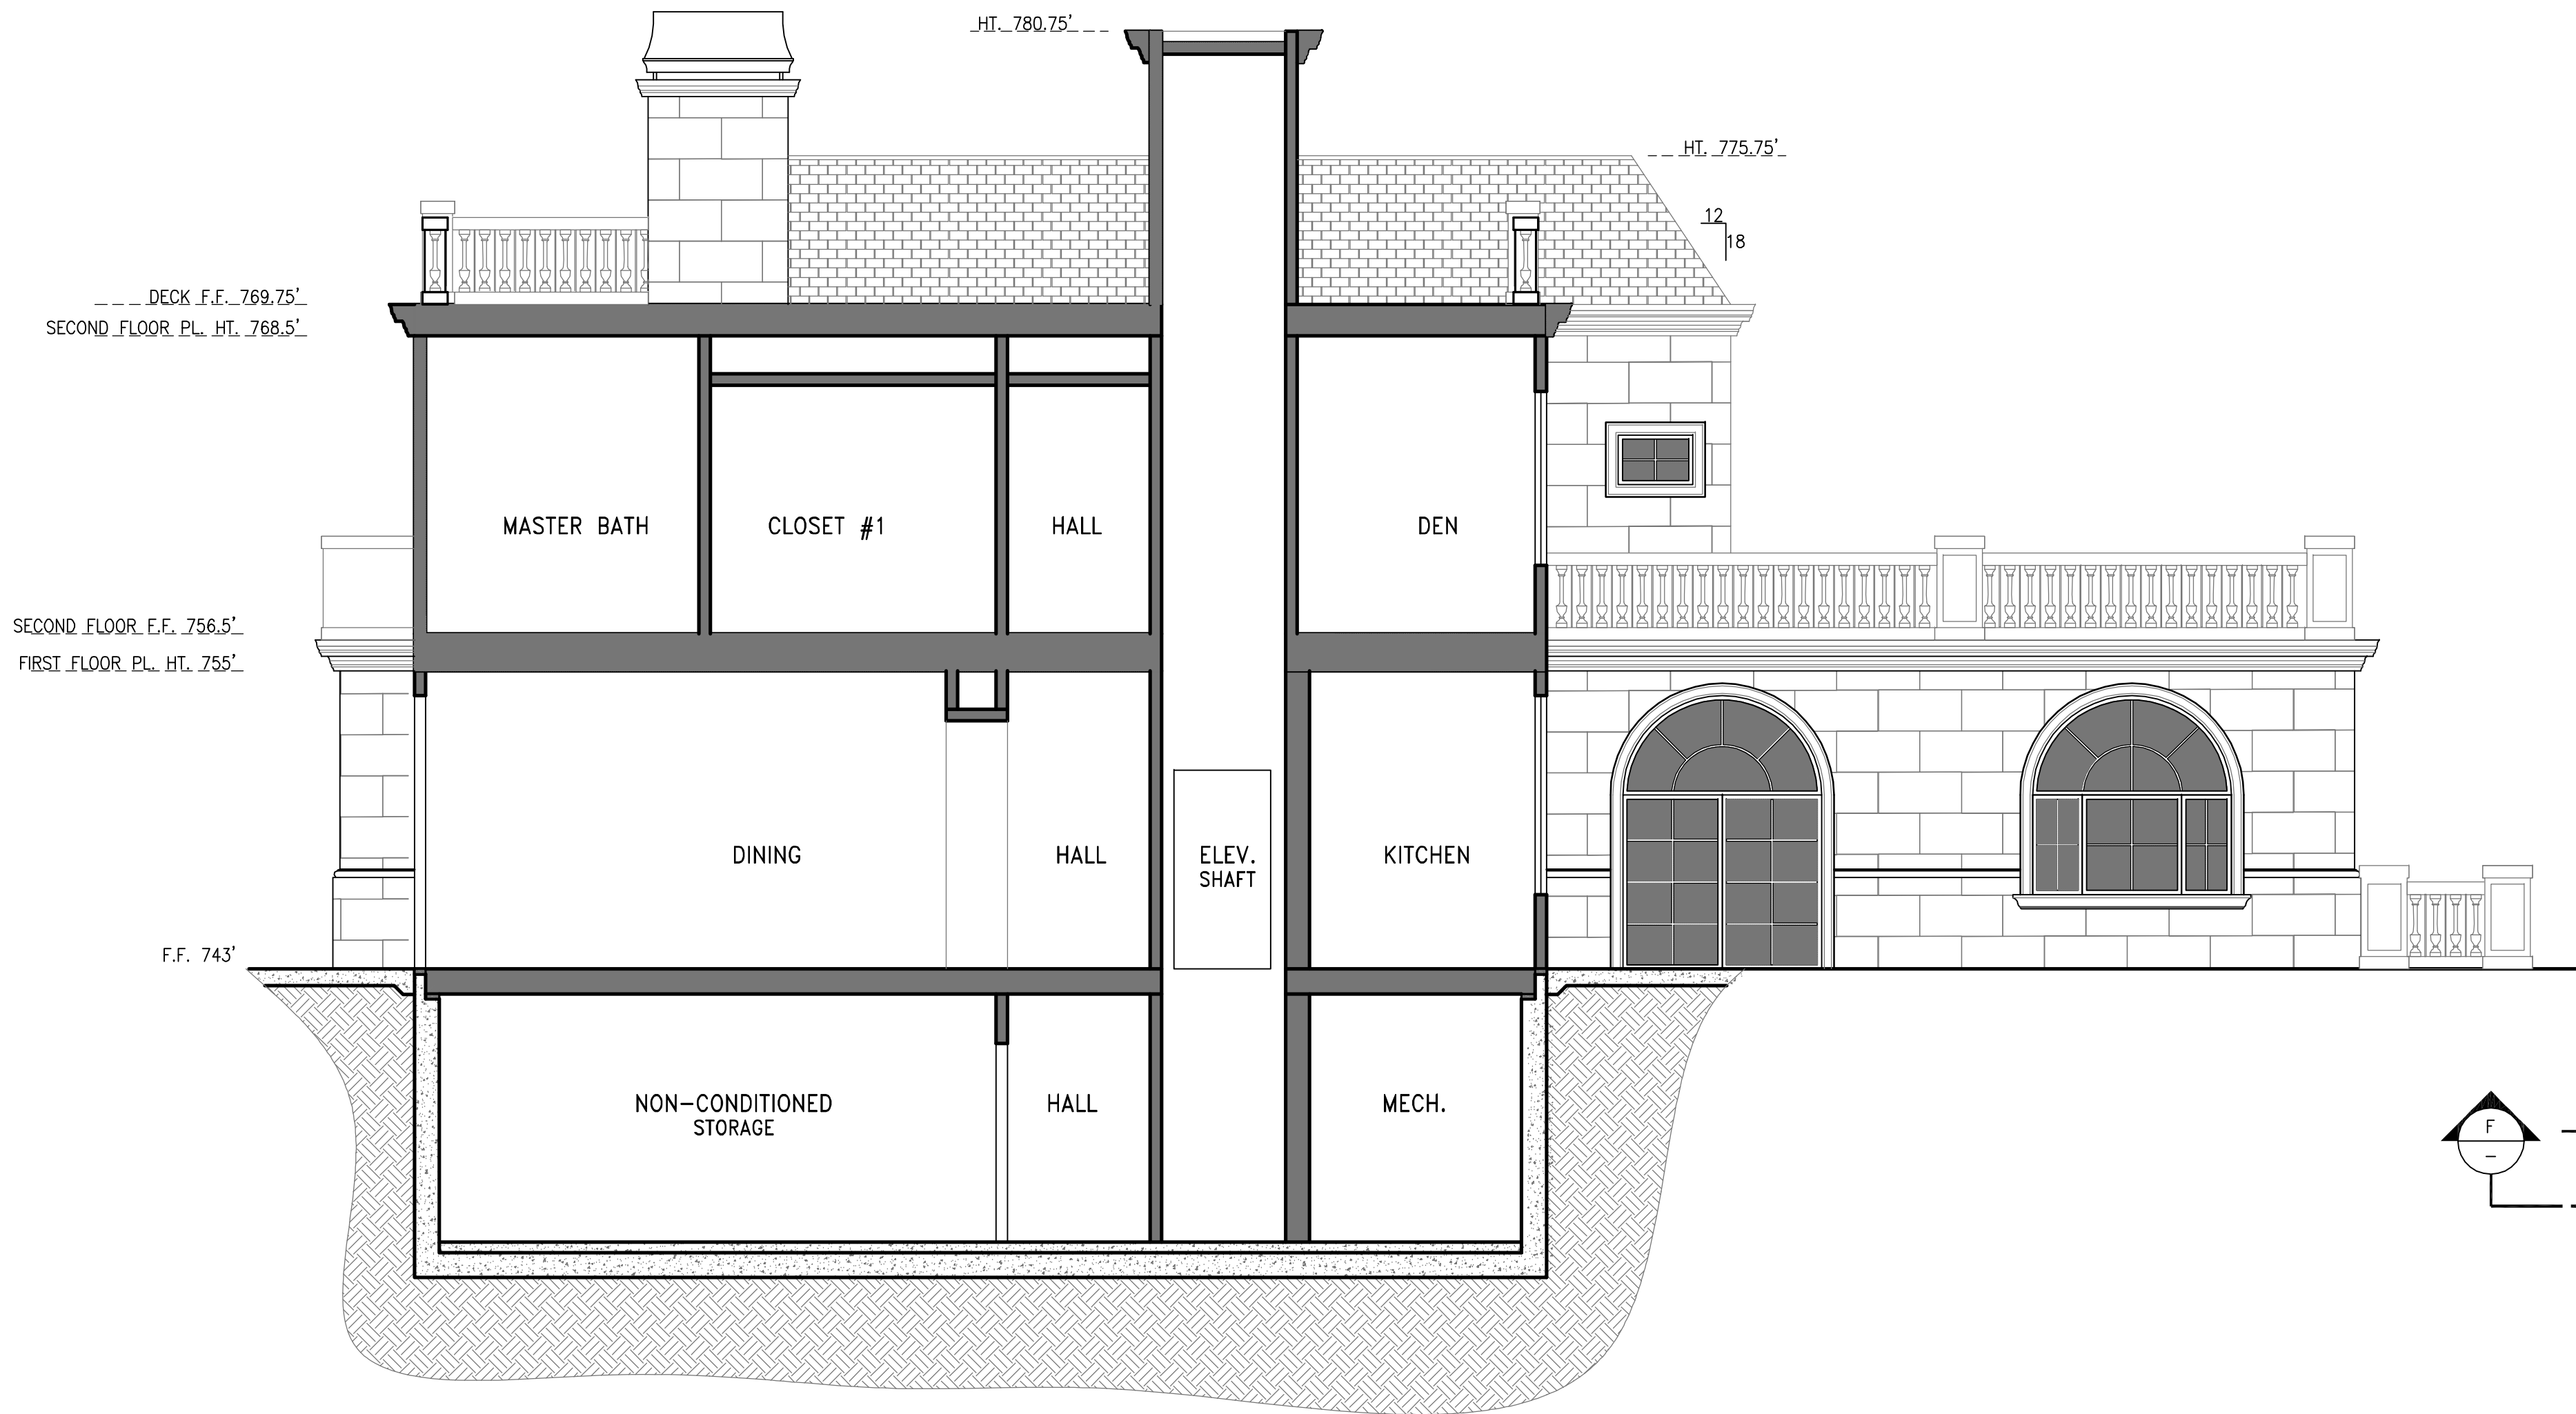 HT. 780.75'
HT. 775.75'
12
18
DECK F.F. 769.75'
SECOND FLOOR PL. HT. 768.5'
MASTER BATH
CLOSET #1
HALL
DEN
SECOND FLOOR F.F. 756.5'
FIRST FLOOR PL. HT. 755'
DINING
HALL
ELEV.
SHAFT
KITCHEN
F.F. 743'
NON-CONDITIONED
STORAGE
HALL
MECH.
F
-